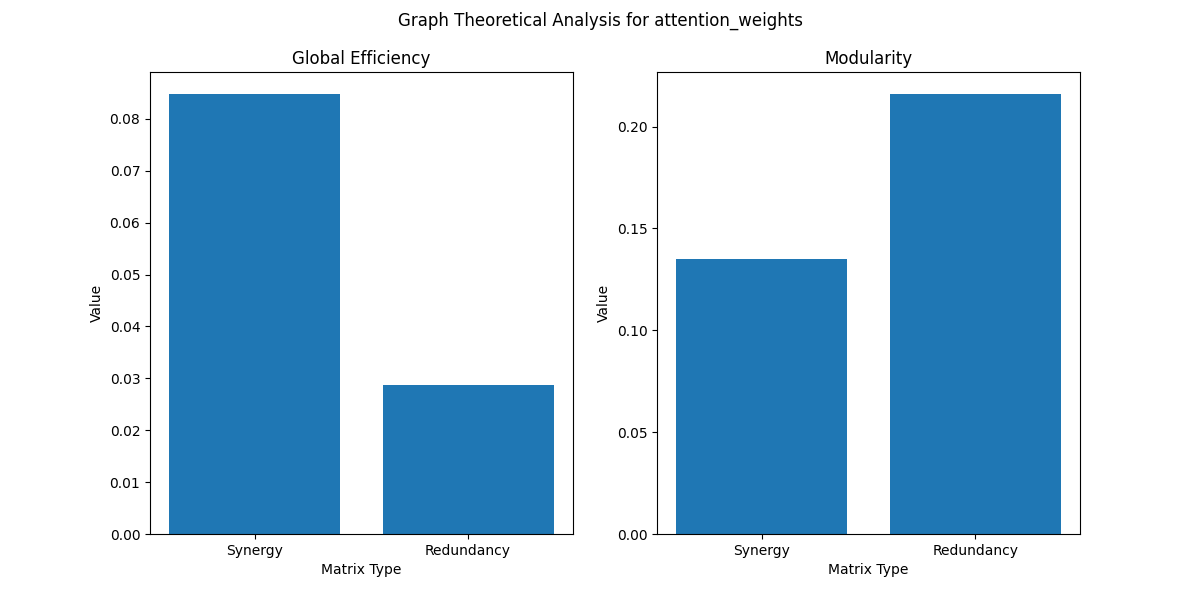 Graph Theoretical Analysis for attention_weights
Global Efficiency
Value
0.08
0.07
0.06
0.05
0.04
0.03
0.02
0.01
0.00
Synergy
Redundancy
Matrix Type
Modularity
Value
0.20
0.15
0.10
0.05
0.00
Synergy
Redundancy
Matrix Type